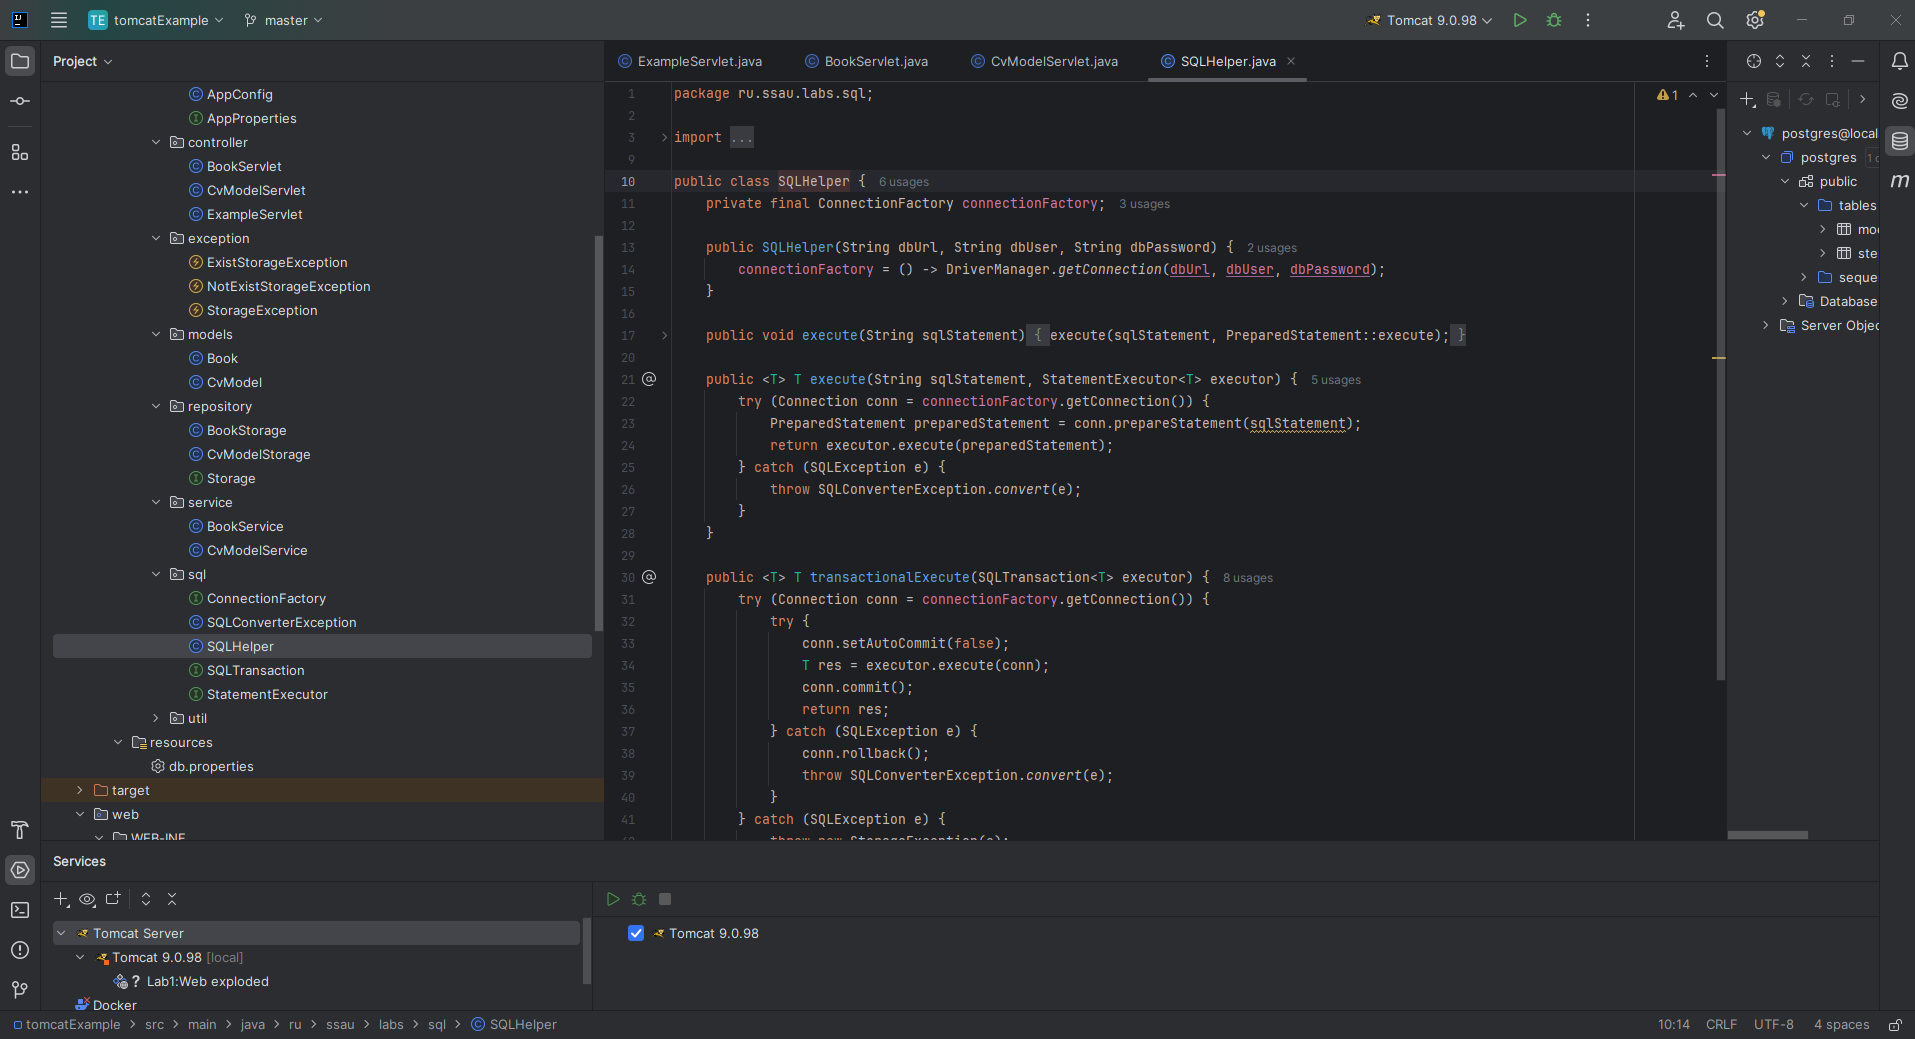 TE tomcatExample master Tomcat 9.0.98
Project
AppConfig
AppProperties
controller
BookServlet
CvModelServlet
ExampleServlet
exception
ExistStorageException
NotExistStorageException
StorageException
models
Book
CvModel
repository
BookStorage
CvModelStorage
Storage
service
BookService
CvModelService
sql
ConnectionFactory
SQLConverterException
SQLHelper
SQLTransaction
StatementExecutor
util
resources
db.properties
target
web
WEB-INF
ExampleServlet.java BookServlet.java CvModelServlet.java SQLHelper.java
1 package ru.ssau.labs.sql;
2
3 import ...
9
10 public class SQLHelper { 6 usages
11 private final ConnectionFactory connectionFactory; 3 usages
12
13 public SQLHelper(String dbUrl, String dbUser, String dbPassword) { 2 usages
14 connectionFactory = () -> DriverManager.getConnection(dbUrl, dbUser, dbPassword);
15 }
16
17 public void execute(String sqlStatement) { execute(sqlStatement, PreparedStatement::execute); }
20
21 @ public <T> T execute(String sqlStatement, StatementExecutor<T> executor) { 5 usages
22 try (Connection conn = connectionFactory.getConnection()) {
23 PreparedStatement preparedStatement = conn.prepareStatement(sqlStatement);
24 return executor.execute(preparedStatement);
25 } catch (SQLException e) {
26 throw SQLConverterException.convert(e);
27 }
28 }
29
30 @ public <T> T transactionalExecute(SQLTransaction<T> executor) { 8 usages
31 try (Connection conn = connectionFactory.getConnection()) {
32 try {
33 conn.setAutoCommit(false);
34 T res = executor.execute(conn);
35 conn.commit();
36 return res;
37 } catch (SQLException e) {
38 conn.rollback();
39 throw SQLConverterException.convert(e);
40 }
41 } catch (SQLException e) {
42 throw new StorageException(e);
1
postgres@local
postgres 1
public
tables
mo
ste
seque
Database
Server Objec
m
Services
Tomcat Server
Tomcat 9.0.98 [local]
? Lab1:Web exploded
Docker
Tomcat 9.0.98
tomcatExample > src > main > java > ru > ssau > labs > sql > SQLHelper
10:14 CRLF UTF-8 4 spaces